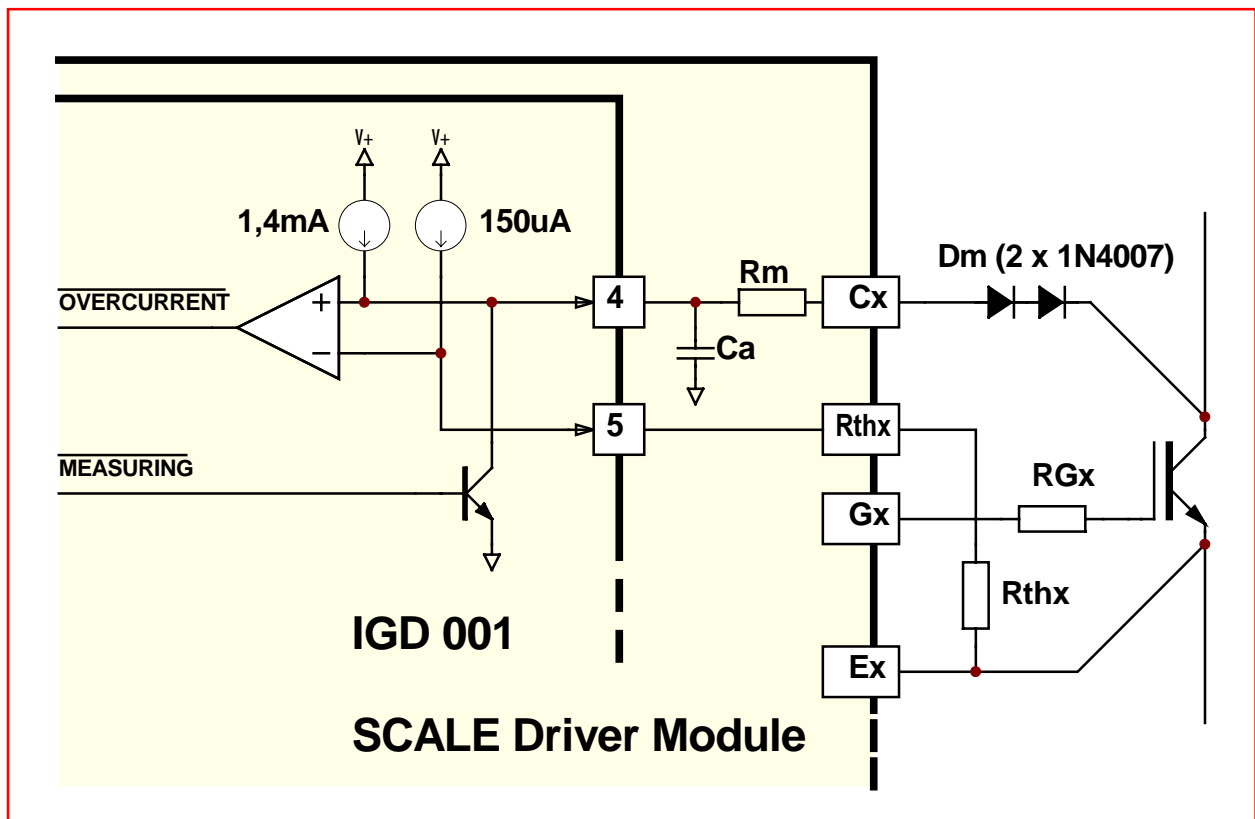 V+ V+
1,4mA 150uA
Dm (2 x 1N4007)
Rm
OVERCURRENT
+
4
Cx
−
Ca
5
Rthx
MEASURING
RGx
Gx
Rthx
IGD 001
Ex
SCALE Driver Module